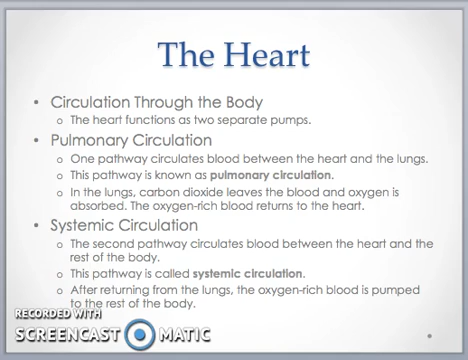 The Heart
• Circulation Through the Body
o The heart functions as two separate pumps.
• Pulmonary Circulation
o One pathway circulates blood between the heart and the lungs.
o This pathway is known as pulmonary circulation.
o In the lungs, carbon dioxide leaves the blood and oxygen is
absorbed. The oxygen-rich blood returns to the heart.
• Systemic Circulation
o The second pathway circulates blood between the heart and the
rest of the body.
o This pathway is called systemic circulation.
o After returning from the lungs, the oxygen-rich blood is pumped
to the rest of the body.
RECORDED WITH
SCREENCAST MATIC